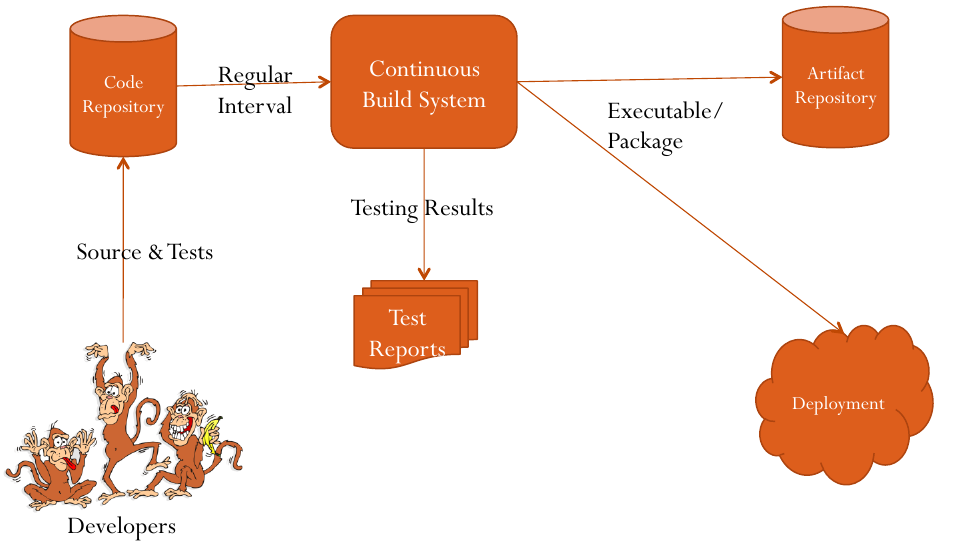 Code
Repository
Regular
Interval
Continuous
Build System
Executable/
Package
Artifact
Repository
Source & Tests
Testing Results
Test
Reports
Deployment
Developers